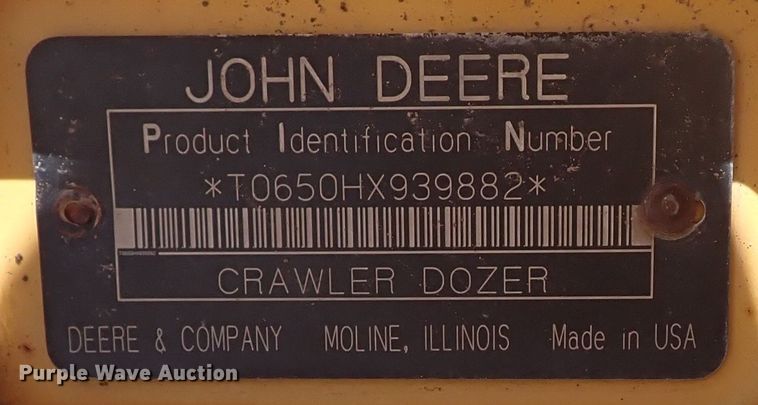 JOHN DEERE
Product Identification Number
*T0650HX939882*
CRAWLER DOZER
DEERE & COMPANY MOLINE, ILLINOIS Made in USA
Purple Wave Auction